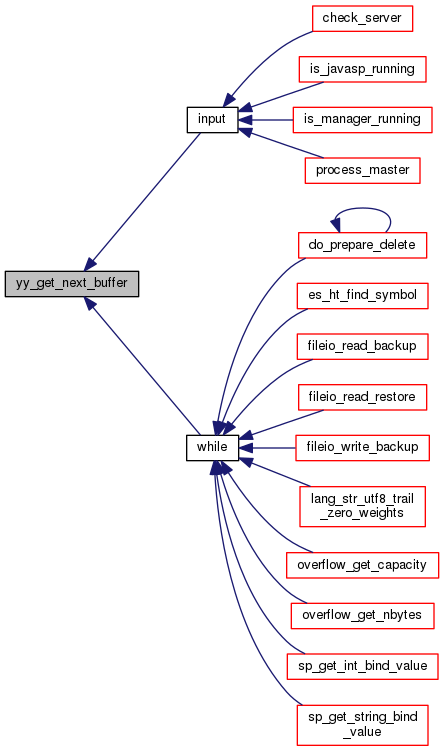 check_server
is_javasp_running
input
is_manager_running
process_master
do_prepare_delete
yy_get_next_buffer
es_ht_find_symbol
fileio_read_backup
fileio_read_restore
while
fileio_write_backup
lang_str_utf8_trail
_zero_weights
overflow_get_capacity
overflow_get_nbytes
sp_get_int_bind_value
sp_get_string_bind
_value